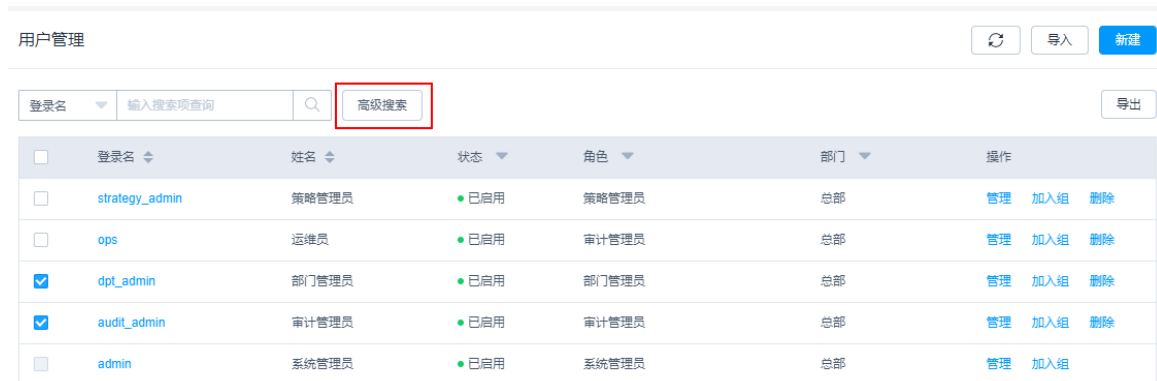 用户管理 导入 新建
登录名 输入搜索项查询 高级搜索 导出
登录名 姓名 状态 角色 部门 操作
strategy_admin 策略管理员 已启用 策略管理员 总部 管理 加入组 删除
ops 运维员 已启用 审计管理员 总部 管理 加入组 删除
dpt_admin 部门管理员 已启用 部门管理员 总部 管理 加入组 删除
audit_admin 审计管理员 已启用 审计管理员 总部 管理 加入组 删除
admin 系统管理员 已启用 系统管理员 总部 管理 加入组